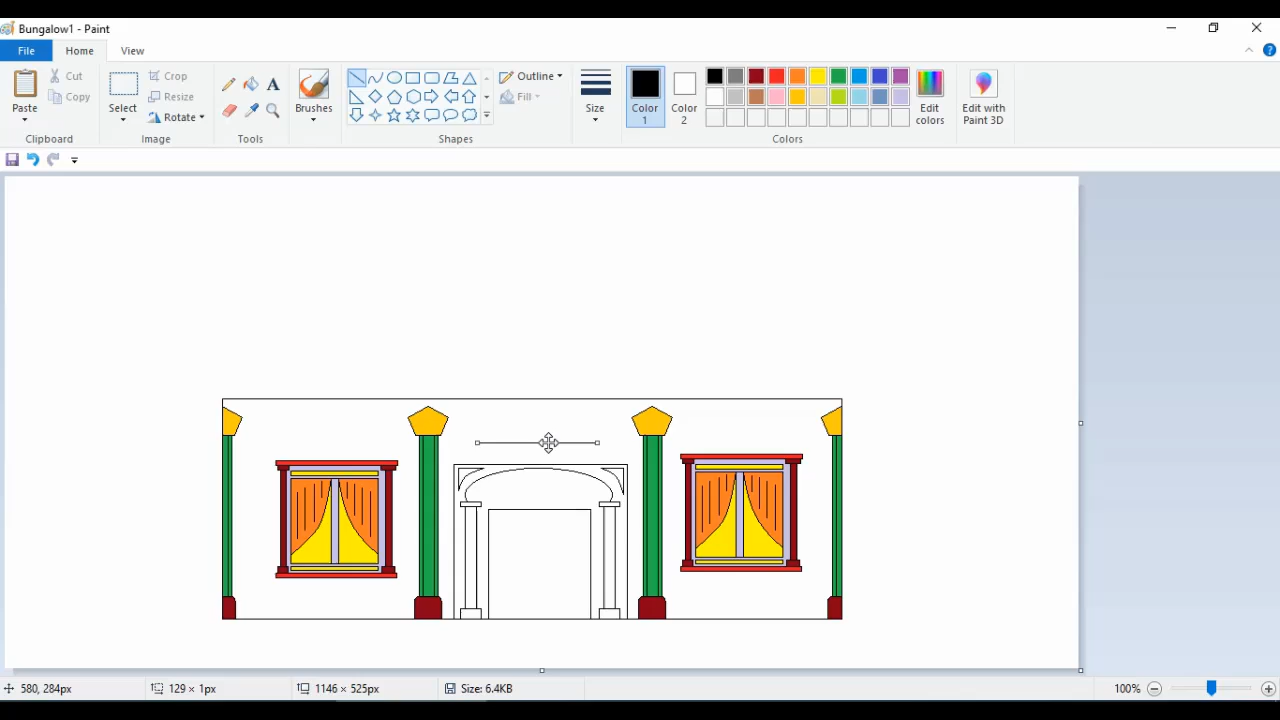 Bungalow1 - Paint
File Home View
Paste
Cut
Copy
Clipboard
Select
Crop
Resize
Rotate
Image
Tools
Brushes
Shapes
Outline
Fill
Size
Color 1
Color 2
Edit colors
Colors
Edit with Paint 3D
580, 284px 129 × 1px 1146 × 525px Size: 6.4KB 100%